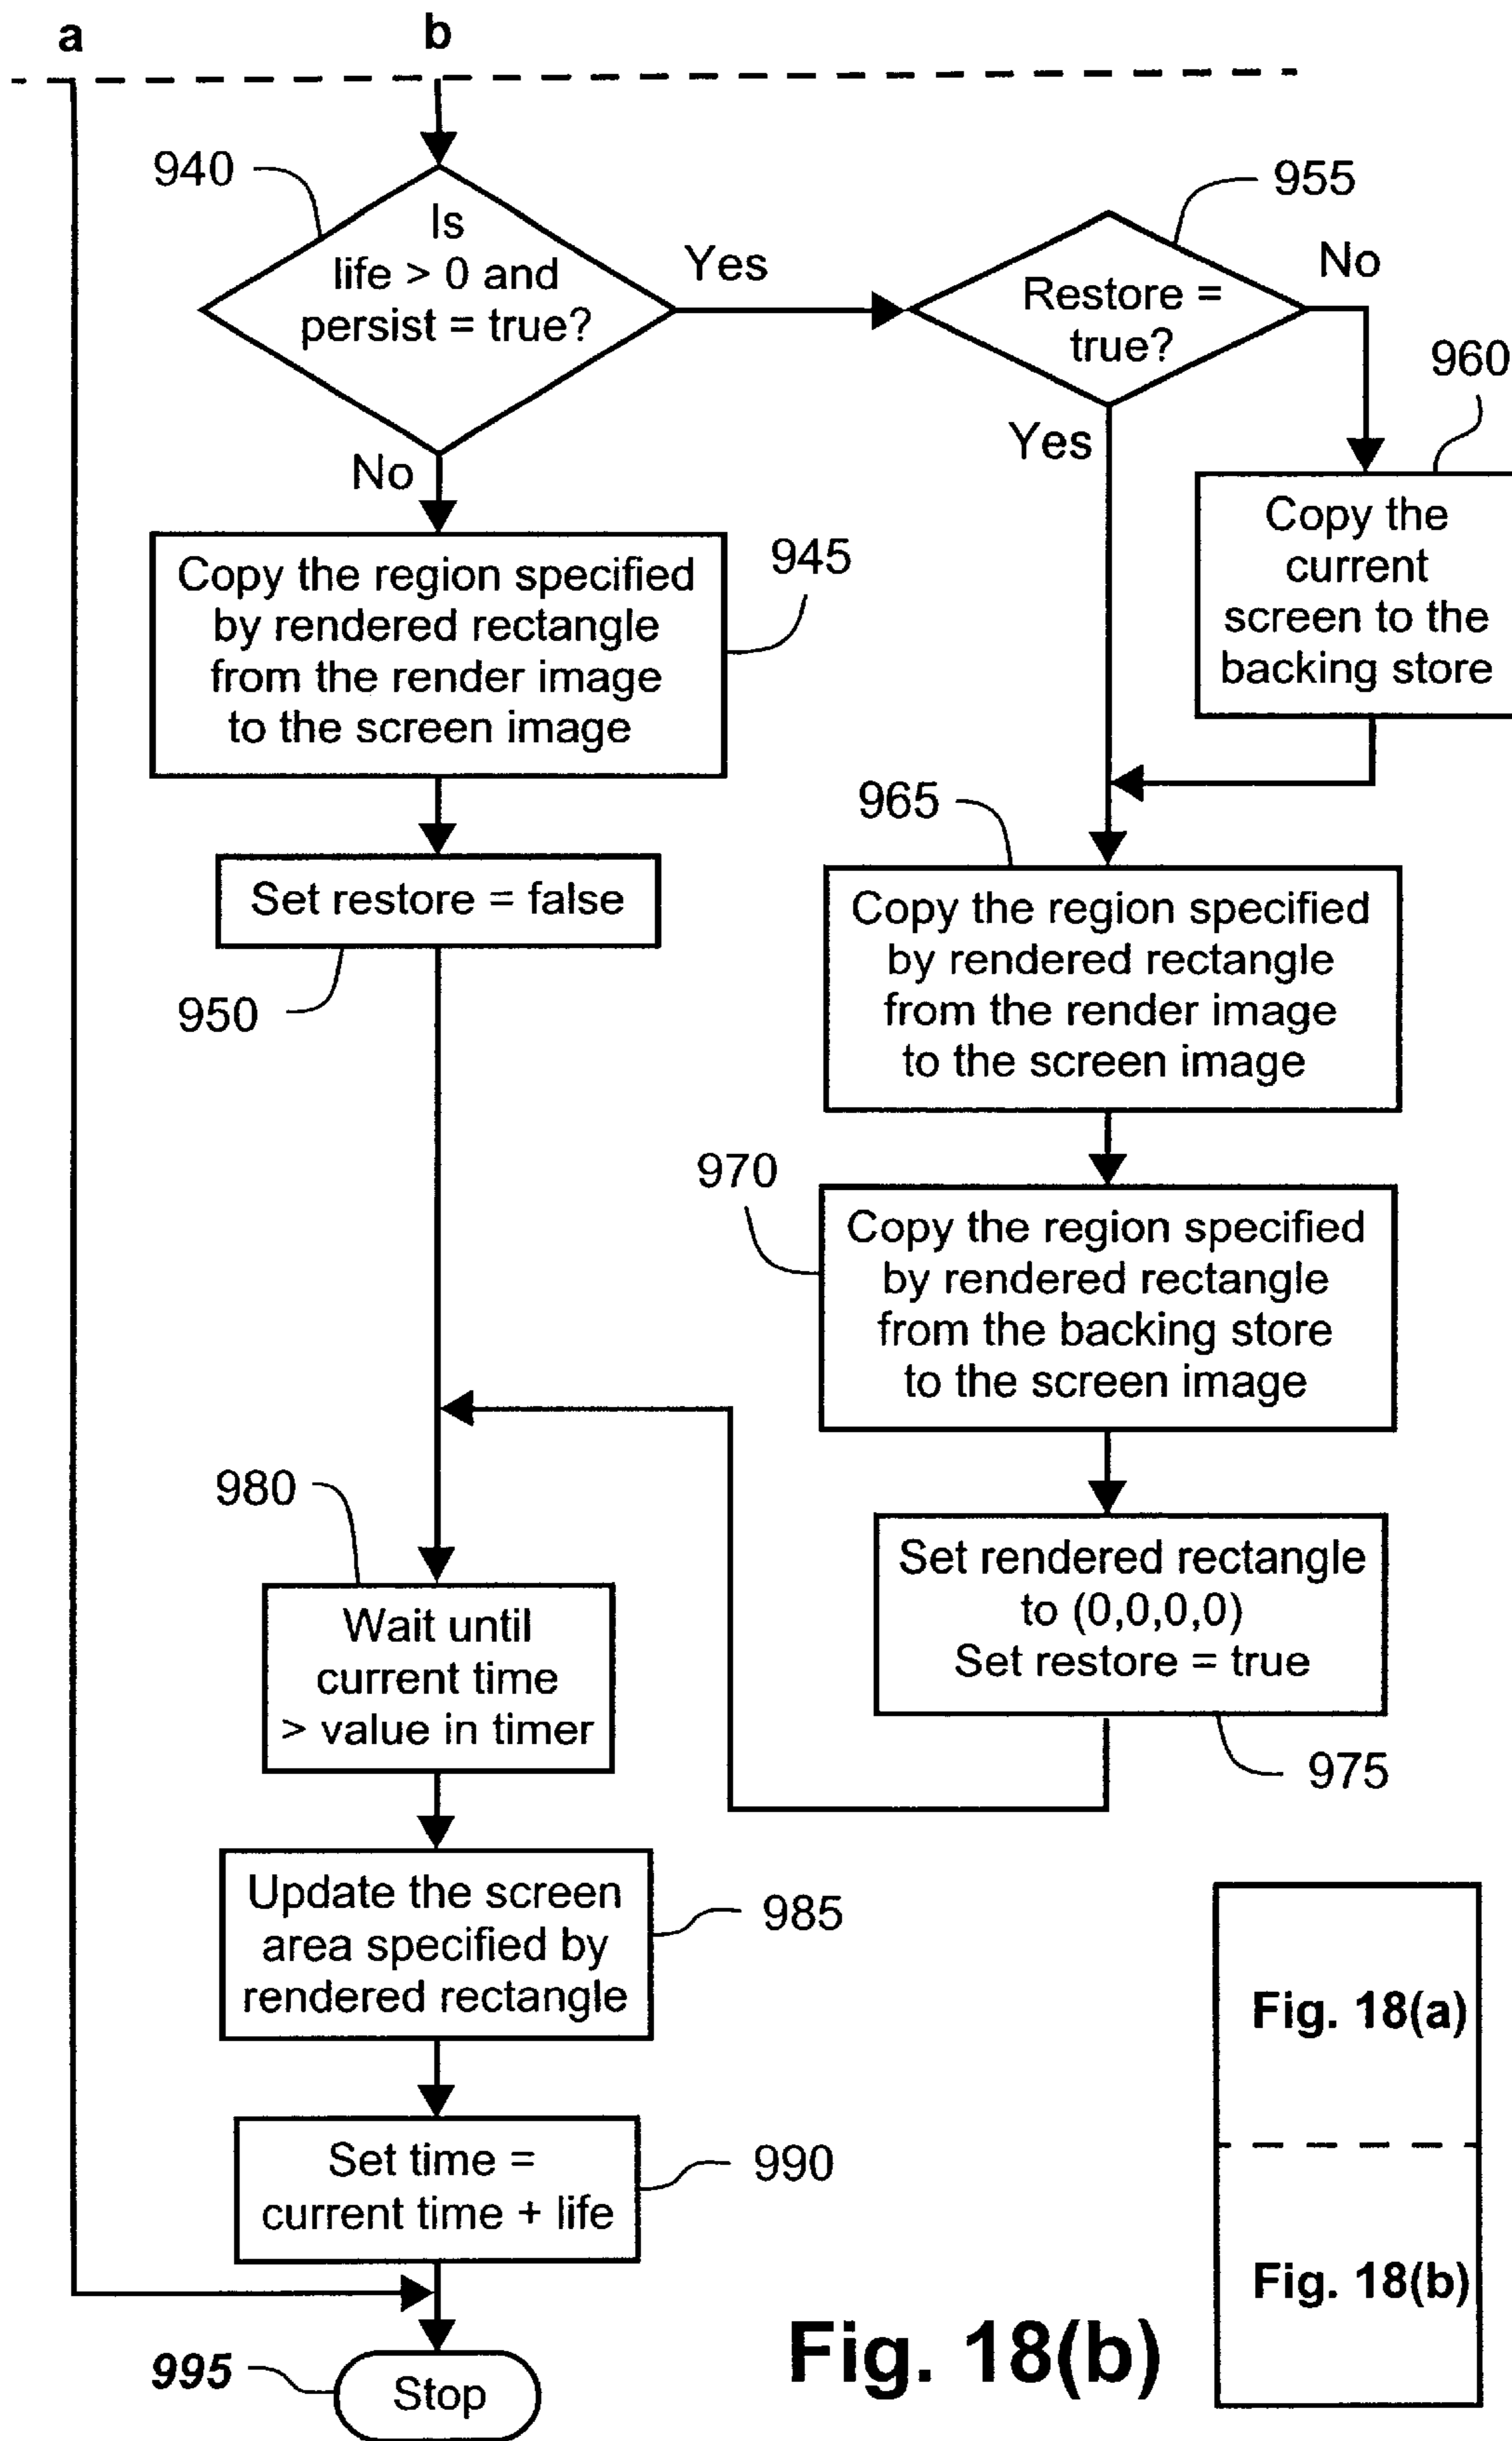 a
b
940
Is
life > 0 and
persist = true?
Yes
955
Restore =
true?
No
960
Yes
Copy the
current
screen to the
backing store
No
Copy the region specified
by rendered rectangle
from the render image
to the screen image
945
965
Set restore = false
950
Copy the region specified
by rendered rectangle
from the render image
to the screen image
970
Copy the region specified
by rendered rectangle
from the backing store
to the screen image
980
Set rendered rectangle
to (0,0,0,0)
Set restore = true
975
Wait until
current time
> value in timer
Update the screen
area specified by
rendered rectangle
985
Set time =
current time + life
990
995
Stop
Fig. 18(b)
Fig. 18(a)
Fig. 18(b)